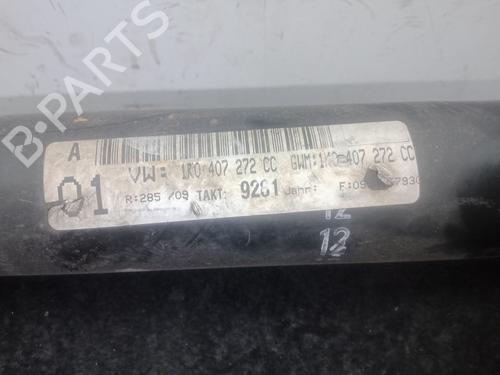 B-PARTS
A
01
VW: 1K0 407 272 CC GWM: 1K0 407 272 CC
R:285 /09 TAKT: 9261 Jahr: F:09
12
12